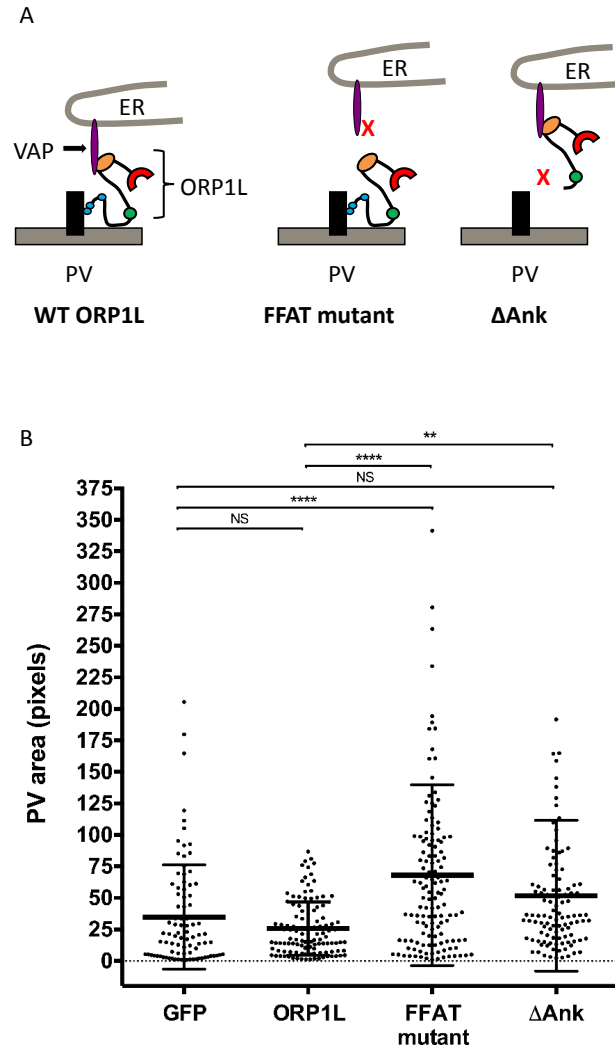 A
ER
ER
ER
VAP
X
X
ORP1L
PV
PV
PV
WT ORP1L
FFAT mutant
ΔAnk
B
**
****
NS
****
NS
375
350
325
300
275
250
225
200
175
150
125
100
75
50
25
0
PV area (pixels)
GFP
ORP1L
FFAT
mutant
ΔAnk